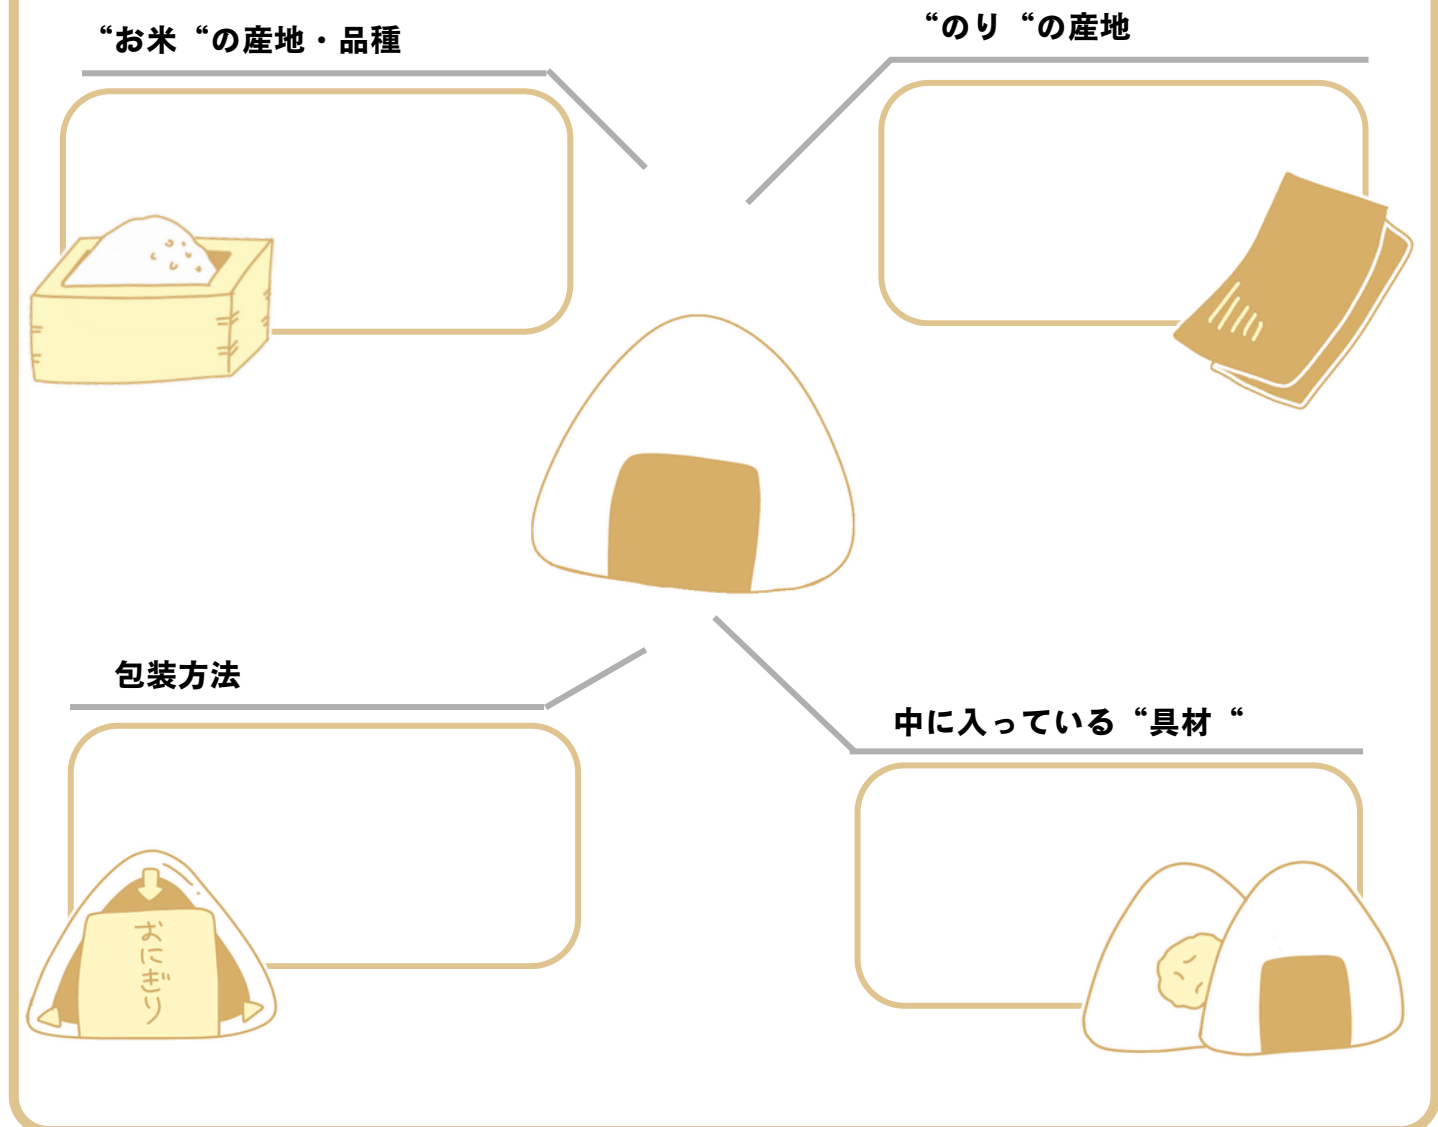 “お米“の産地・品種
“のり“の産地
包装方法
中に入っている“具材“
おにぎり